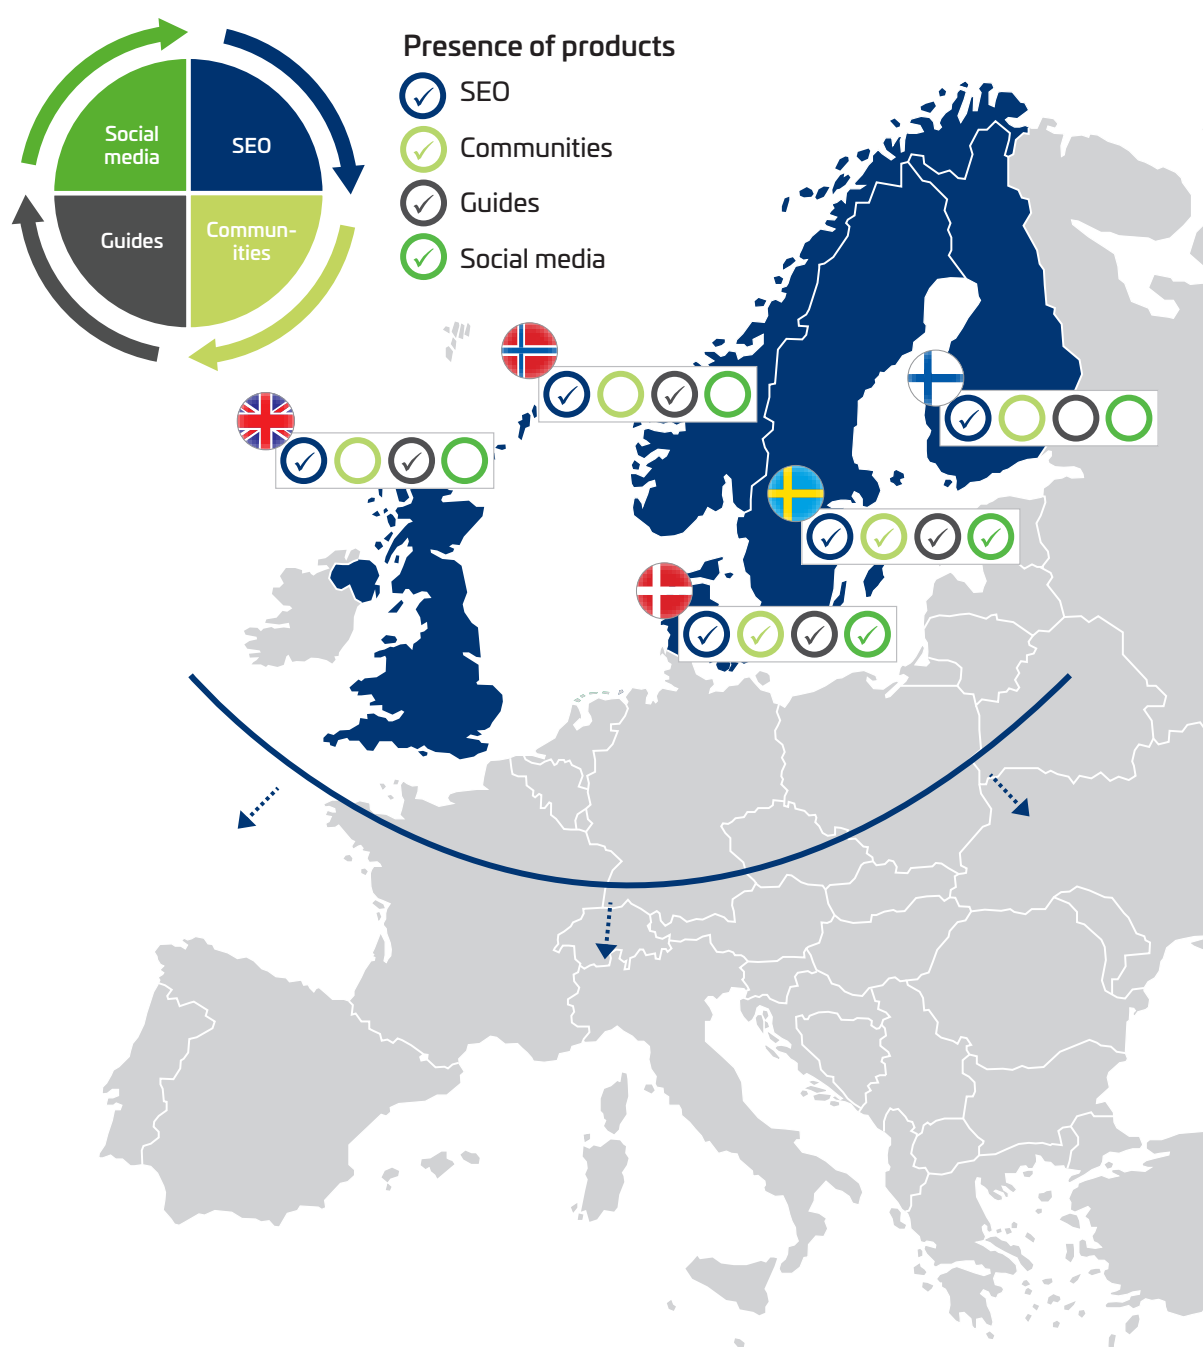 Social
media
SEO
Guides
Commun-
ities
Presence of products
SEO
Communities
Guides
Social media